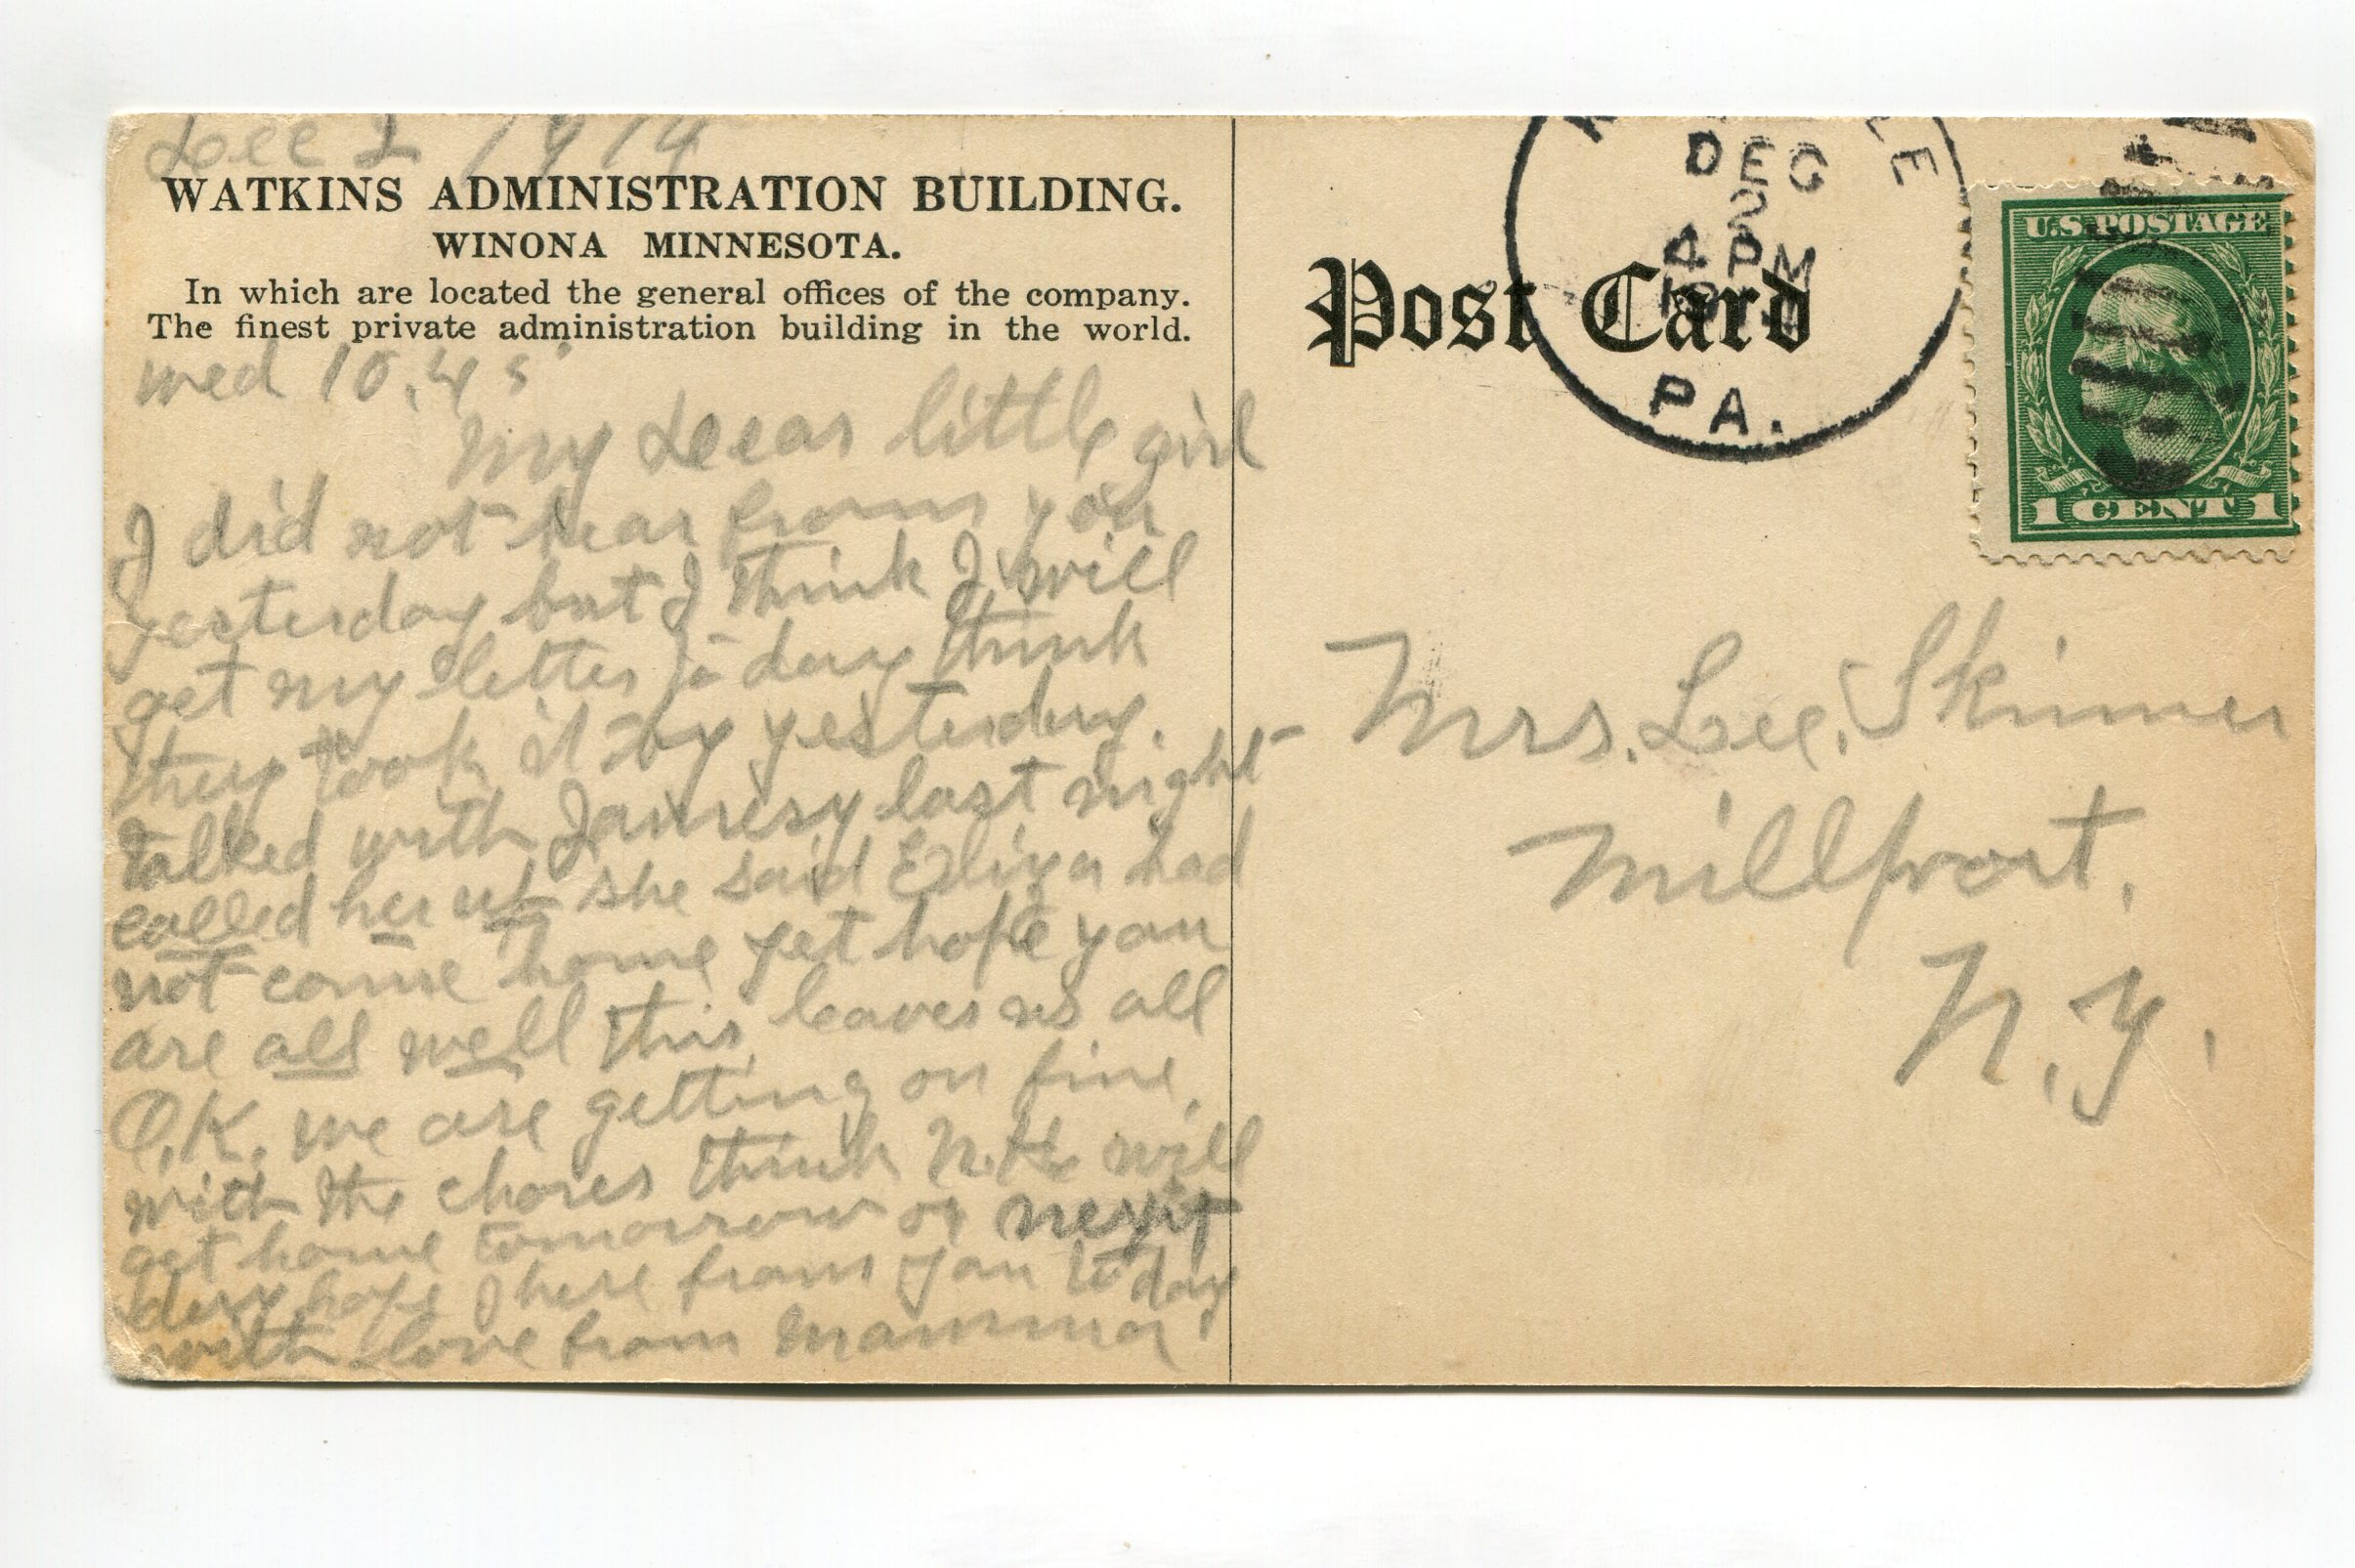 Dec 2 1914
WATKINS ADMINISTRATION BUILDING.
WINONA MINNESOTA.
In which are located the general offices of the company.
The finest private administration building in the world.
wed 10.45
My Deear little girl
I did not hear from you
yesterday but I think I will
get my letter to day think
they took it by yesterday.
talked with Jamesy last night
called her up she said Eliza had
not come home yet hope you
are all well this leaves us all
O.K. we are getting on fine
with the chores think N.H. will
get home tomorrow or next
day hope I here from you to day
with love from Mamma
Post Card
DEC
2
4 PM
PA.
U.S. POSTAGE
1 CENT 1
Mrs. Lee. Skinner
Millport,
N.Y.